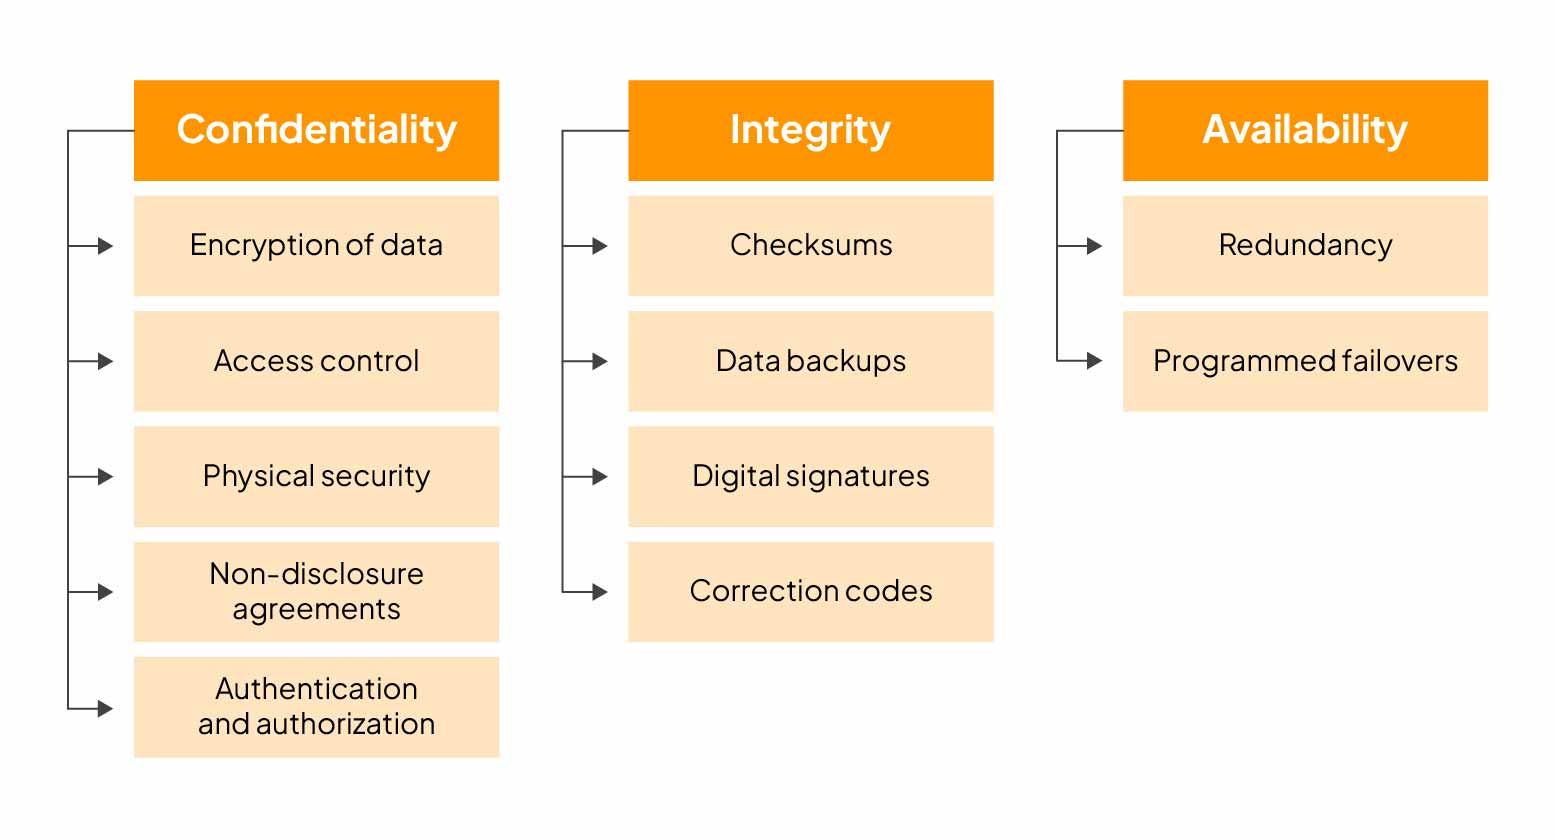 Confidentiality
Encryption of data
Access control
Physical security
Non-disclosure
agreements
Authentication
and authorization
Integrity
Checksums
Data backups
Digital signatures
Correction codes
Availability
Redundancy
Programmed failovers